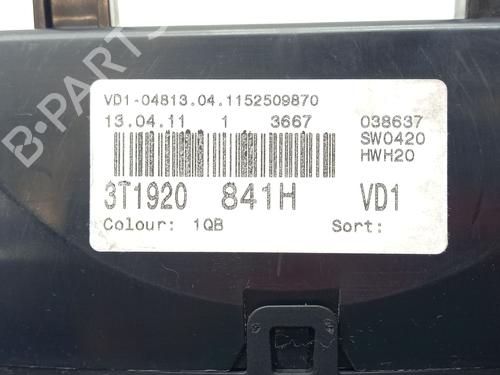 B-PARTS
VD1-04813.04.1152509870
13.04.11 1 3667 038637
SW0420
HWH20
3T1920 841H VD1
Colour: 1QB Sort: